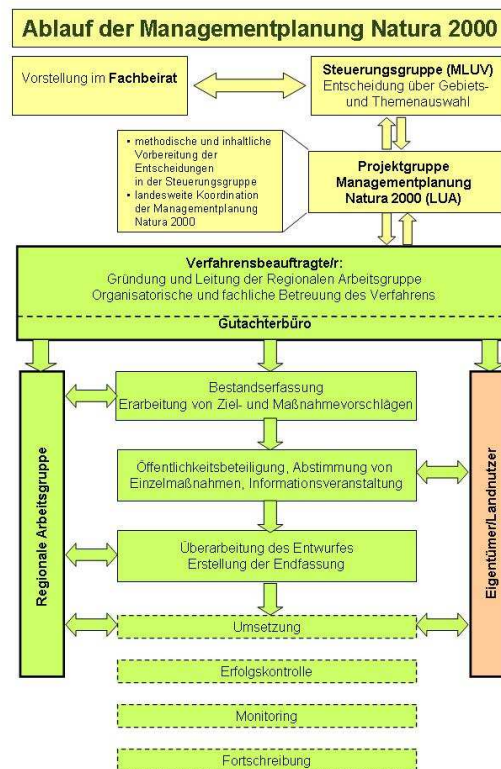 Ablauf der Managementplanung Natura 2000
Vorstellung im Fachbeirat
Steuerungsgruppe (MLUV)
Entscheidung über Gebiets-
und Themenauswahl
• methodische und inhaltliche
Vorbereitung der
Entscheidungen
in der Steuerungsgruppe
• landesweite Koordination
der Managementplanung
Natura 2000
Projektgruppe
Managementplanung
Natura 2000 (LUA)
Verfahrensbeauftragte/r:
Gründung und Leitung der Regionalen Arbeitsgruppe
Organisatorische und fachliche Betreuung des Verfahrens
Gutachterbüro
Regionale Arbeitsgruppe
Bestandserfassung
Erarbeitung von Ziel- und Maßnahmevorschlägen
Öffentlichkeitsbeteiligung, Abstimmung von
Einzelmaßnahmen, Informationsveranstaltung
Überarbeitung des Entwurfes
Erstellung der Endfassung
Umsetzung
Erfolgskontrolle
Monitoring
Fortschreibung
Eigentümer/Landnutzer